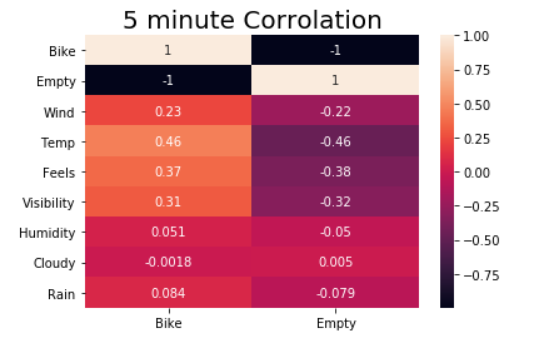 5 minute Corrolation
Bike 1 -1 1.00
Empty -1 1 0.75
Wind 0.23 -0.22 0.50
Temp 0.46 -0.46 0.25
Feels 0.37 -0.38 0.00
Visibility 0.31 -0.32 −0.25
Humidity 0.051 -0.05 −0.50
Cloudy -0.0018 0.005 −0.75
Rain 0.084 -0.079
Bike Empty